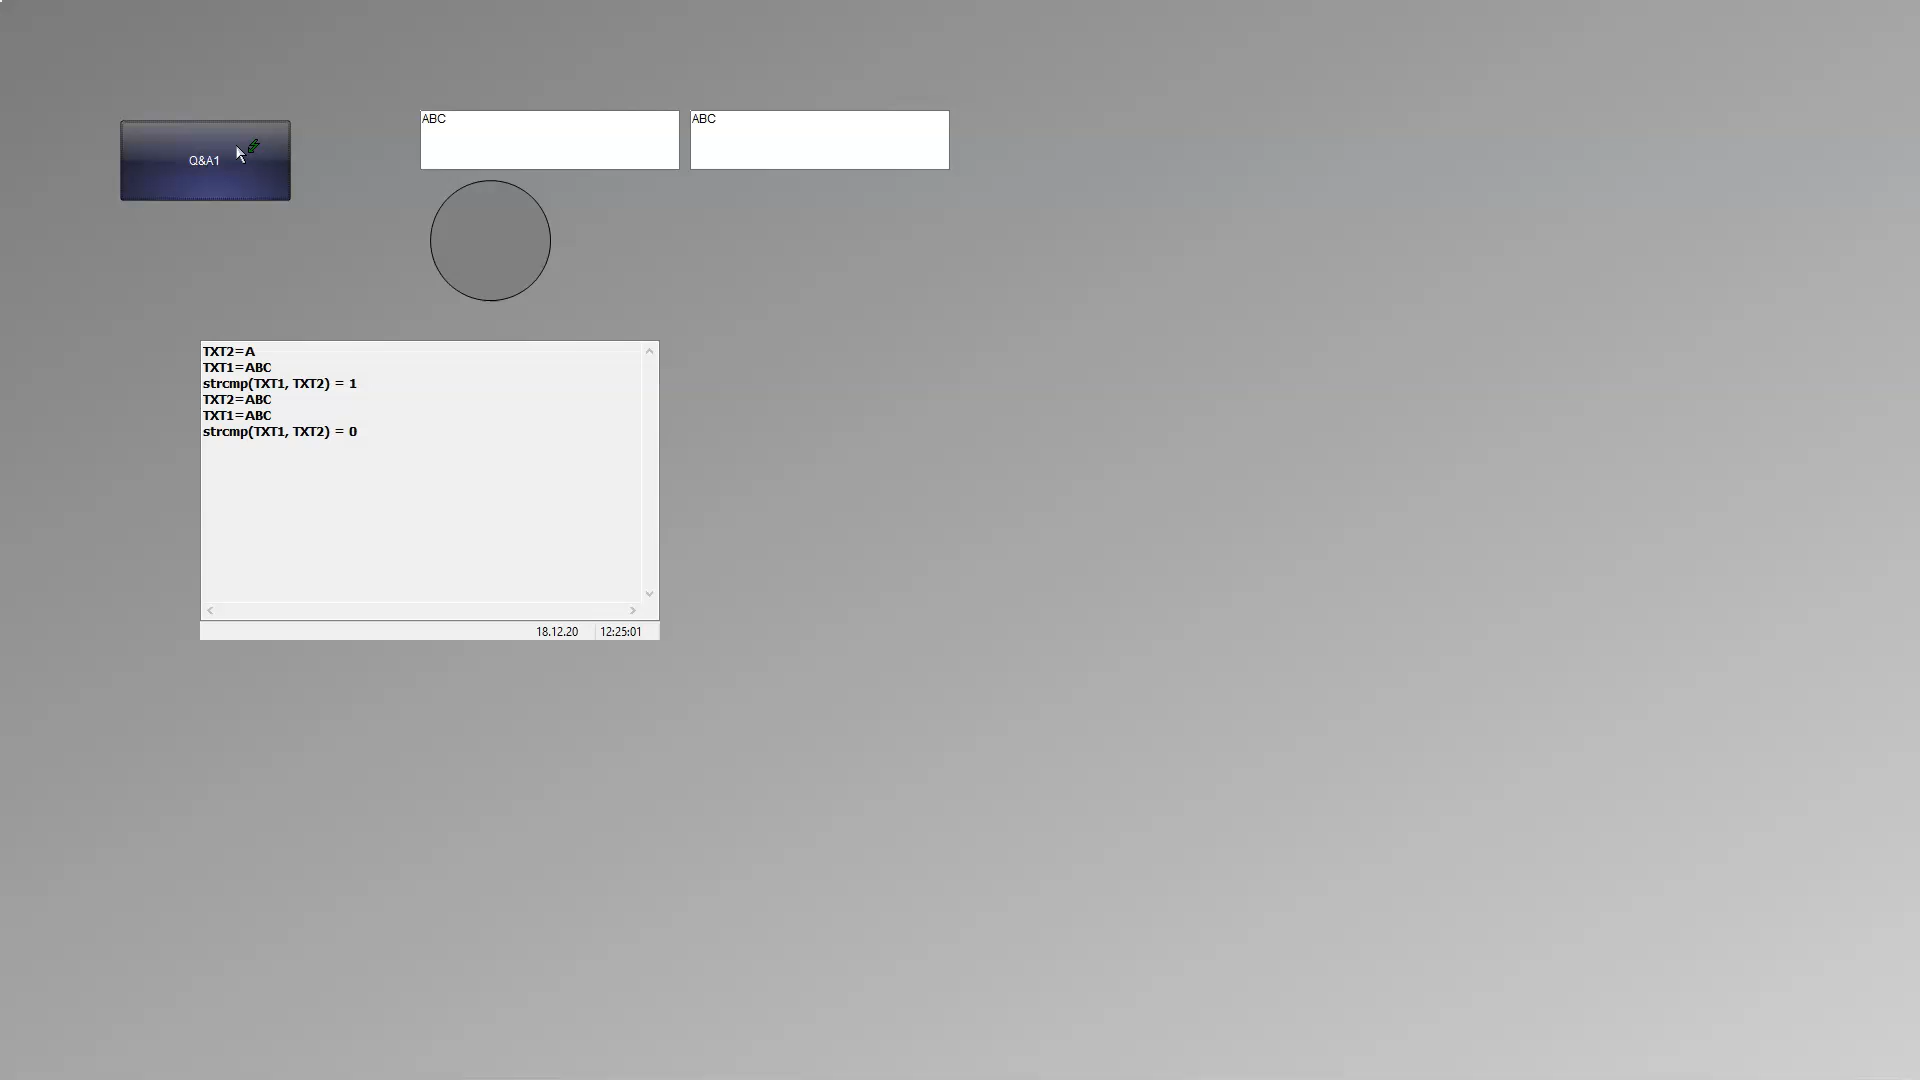 ABC
ABC
Q&A1
TXT2=A
TXT1=ABC
strcmp(TXT1, TXT2) = 1
TXT2=ABC
TXT1=ABC
strcmp(TXT1, TXT2) = 0
18.12.20 12:25:01